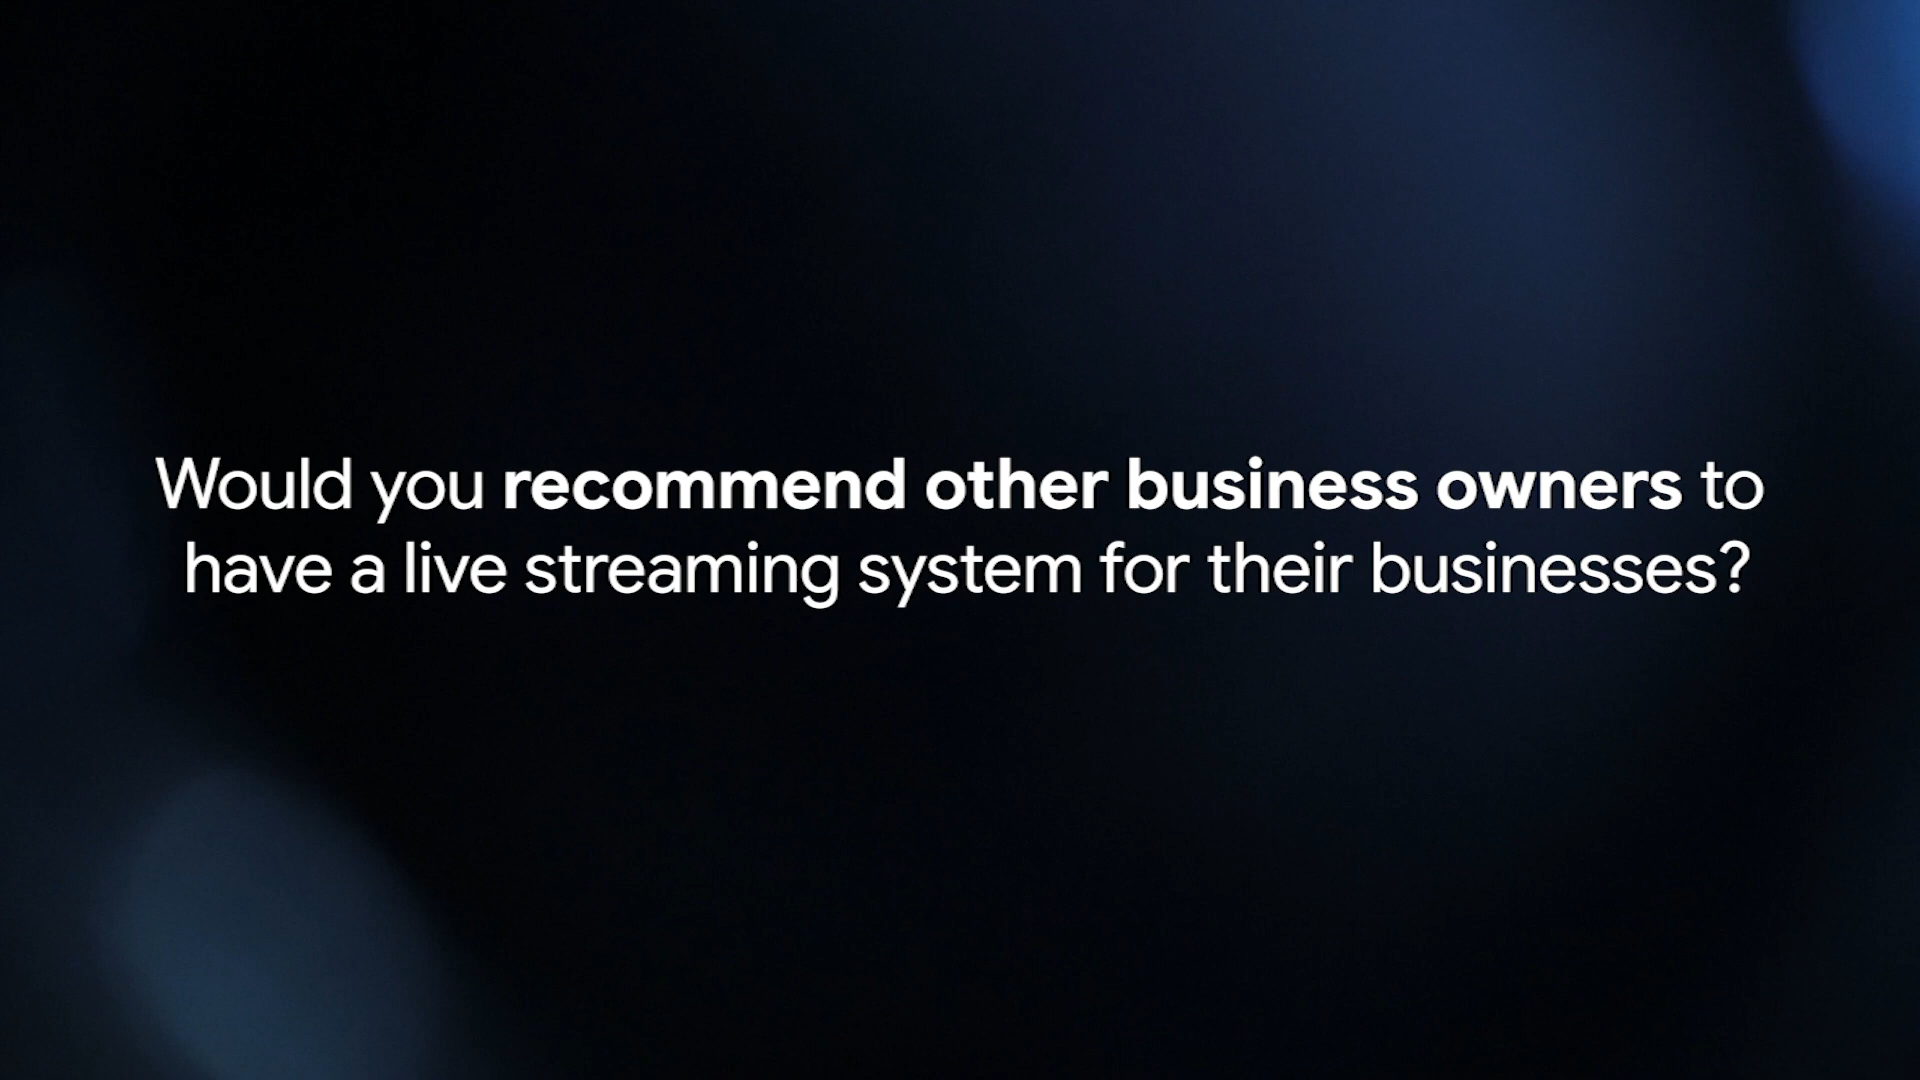 Would you recommend other business owners to
have a live streaming system for their businesses?